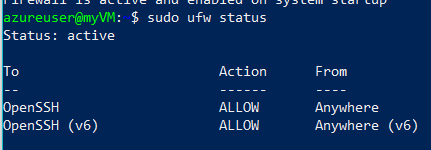 Firewall is active and enabled on system startup
azureuser@myVM: $ sudo ufw status
Status: active
To Action From
-- ------ ----
OpenSSH ALLOW Anywhere
OpenSSH (v6) ALLOW Anywhere (v6)